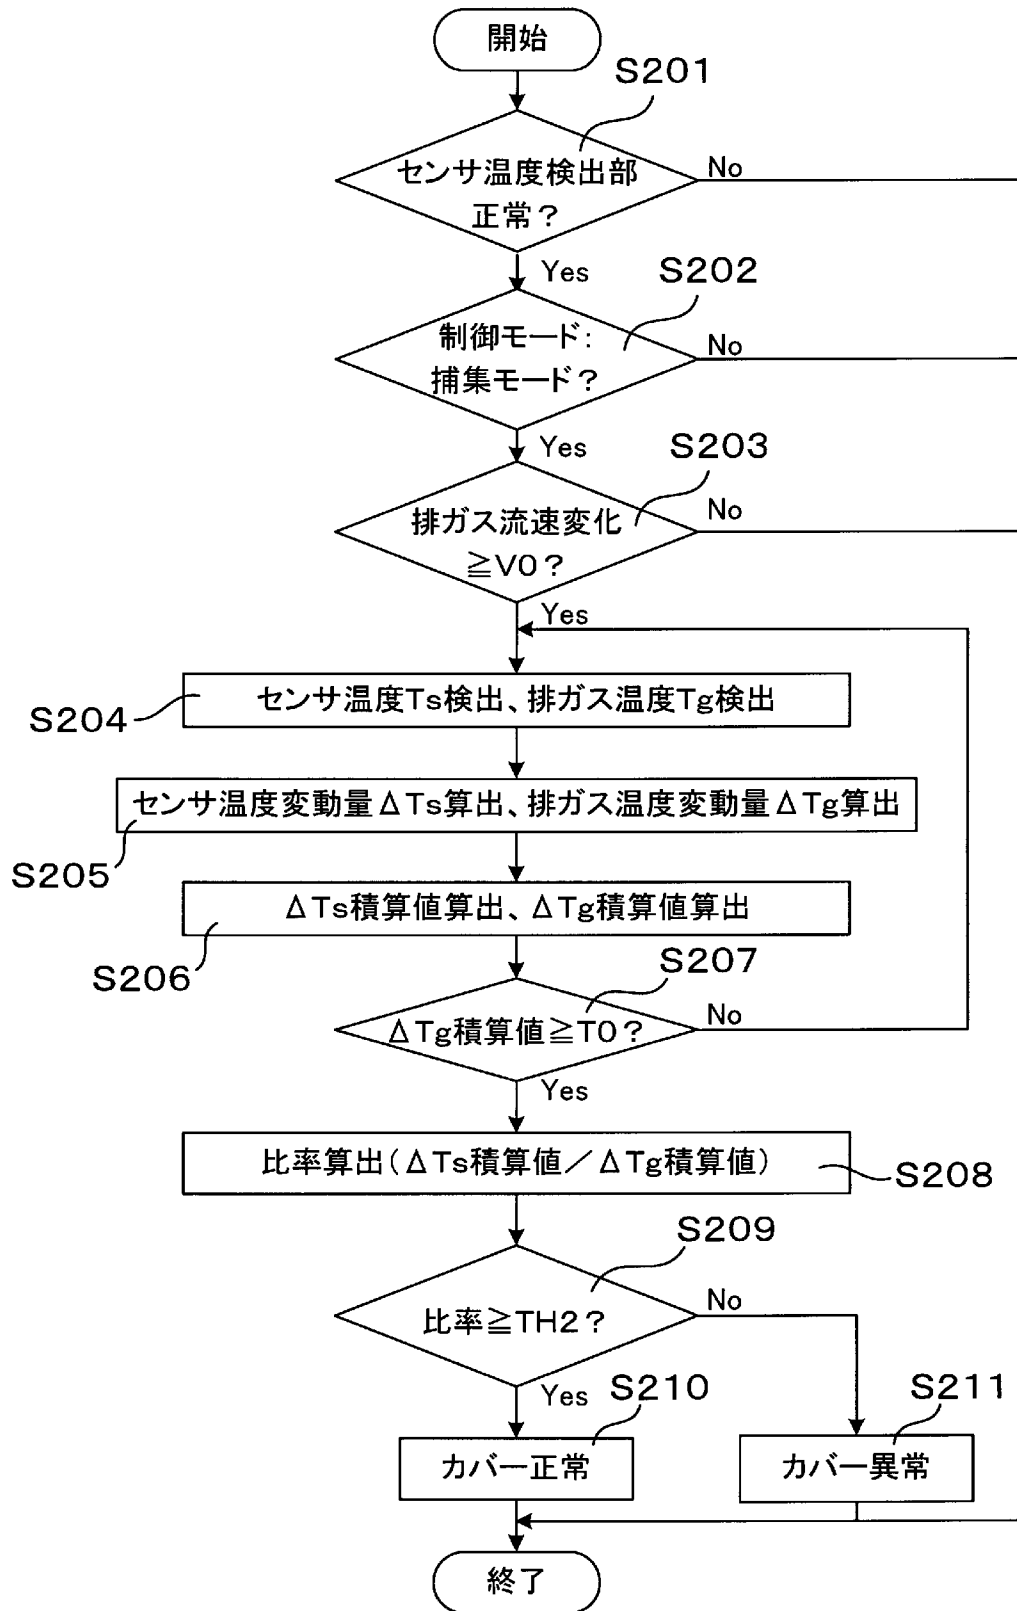 開始
S201
センサ温度検出部
正常？
No
Yes
S202
制御モード：
捕集モード？
No
Yes
S203
排ガス流速変化
≧V0？
No
Yes
センサ温度Ts検出、排ガス温度Tg検出
S204
センサ温度変動量ΔTs算出、排ガス温度変動量ΔTg算出
S205
ΔTs積算値算出、ΔTg積算値算出
S206
S207
ΔTg積算値≧T0？
No
Yes
比率算出（ΔTs積算値／ΔTg積算値）
S208
S209
比率≧TH2？
No
Yes
S210
S211
カバー正常
カバー異常
終了